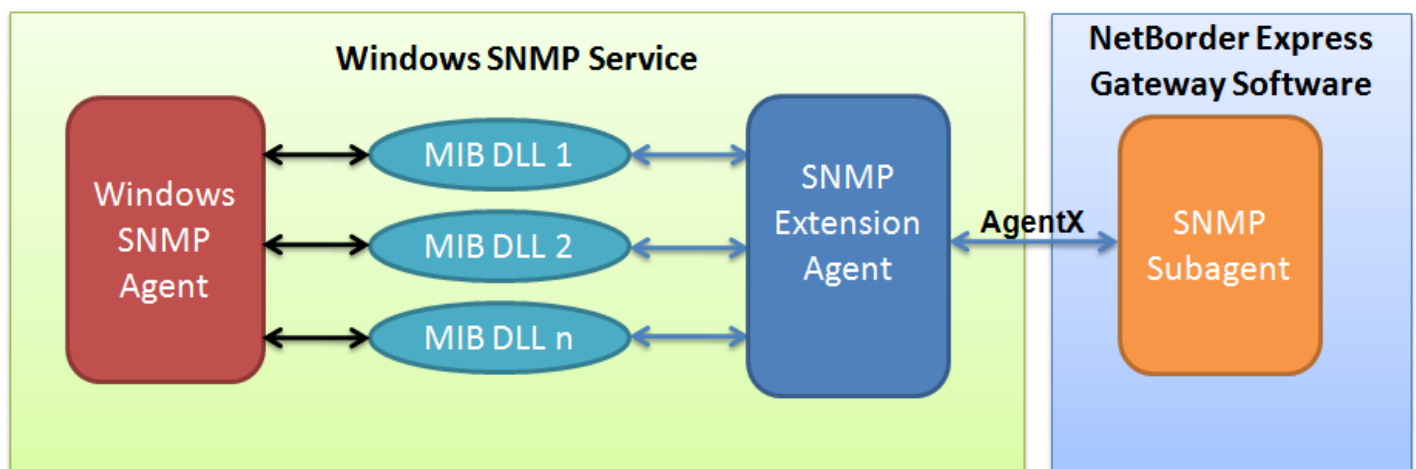 Windows SNMP Service
NetBorder Express
Gateway Software
Windows
SNMP
Agent
MIB DLL 1
MIB DLL 2
MIB DLL n
SNMP
Extension
Agent
AgentX
SNMP
Subagent